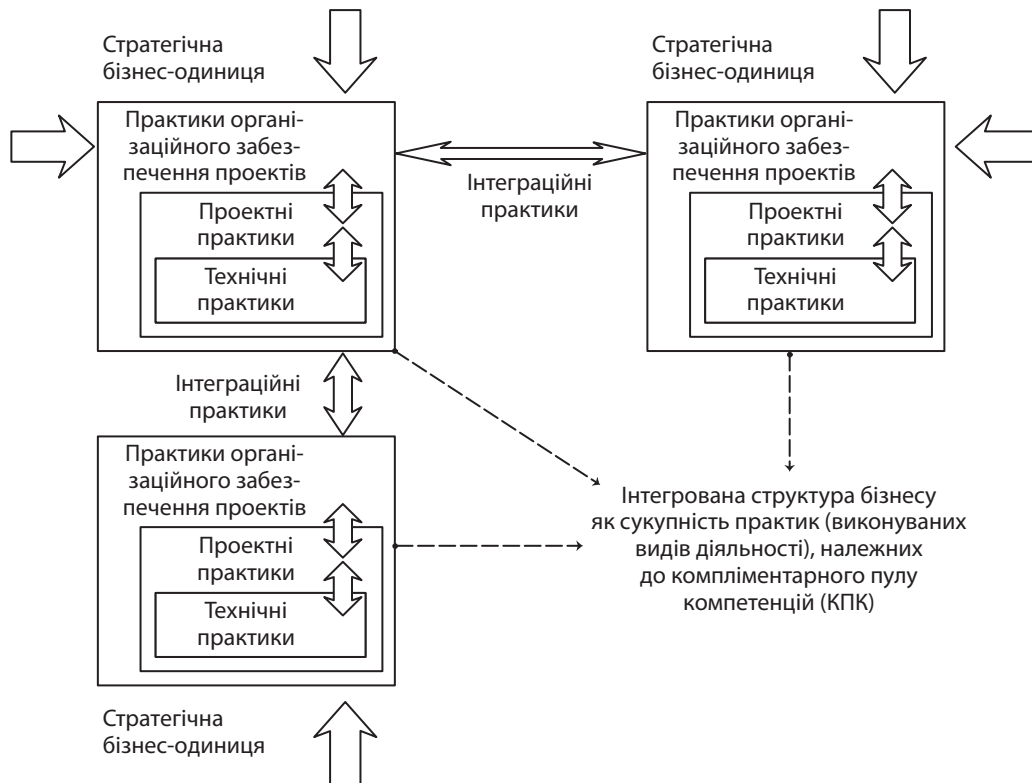 Стратегічна
бізнес-одиниця
Практики органі-
заційного забез-
печення проектів
Проектні
практики
Технічні
практики
Інтеграційні
практики
Стратегічна
бізнес-одиниця
Практики органі-
заційного забез-
печення проектів
Проектні
практики
Технічні
практики
Інтеграційні
практики
Практики органі-
заційного забез-
печення проектів
Проектні
практики
Технічні
практики
Стратегічна
бізнес-одиниця
Інтегрована структура бізнесу
як сукупність практик (виконуваних
видів діяльності), належних
до компліментарного пулу
компетенцій (КПК)